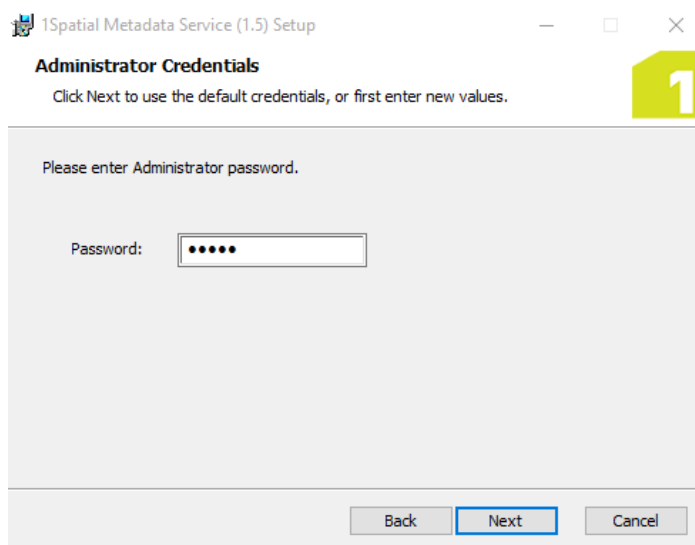 1Spatial Metadata Service (1.5) Setup
Administrator Credentials
Click Next to use the default credentials, or first enter new values.
1
Please enter Administrator password.
Password: •••••
Back Next Cancel